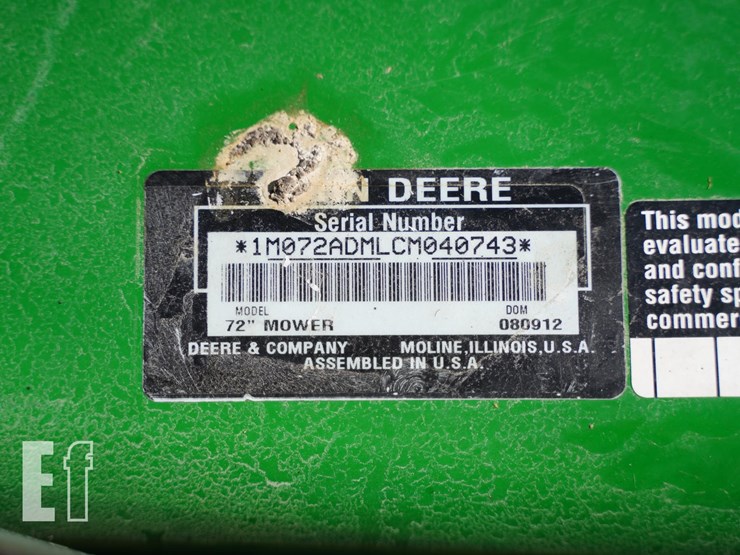 N DEERE
Serial Number
*1M072ADMLCM040743*
MODEL DOM
72" MOWER 080912
DEERE & COMPANY MOLINE, ILLINOIS, U.S.A.
ASSEMBLED IN U.S.A.
This mod
evaluate
and conf
safety sp
commer
Ef